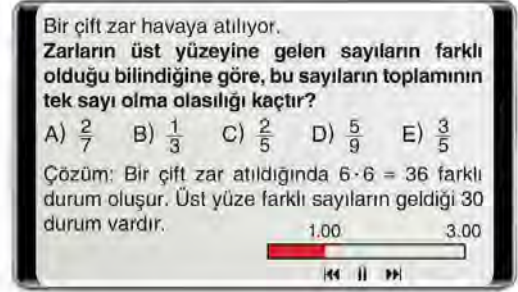 Bir çift zar havaya atılıyor.
Zarların üst yüzeyine gelen sayıların farklı
olduğu bilindiğine göre, bu sayıların toplamının
tek sayı olma olasılığı kaçtır?
A) 2/7 B) 1/3 C) 2/5 D) 5/9 E) 3/5
Çözüm: Bir çift zar atıldığında 6·6 = 36 farklı
durum oluşur. Üst yüze farklı sayıların geldiği 30
durum vardır.
1.00 3.00